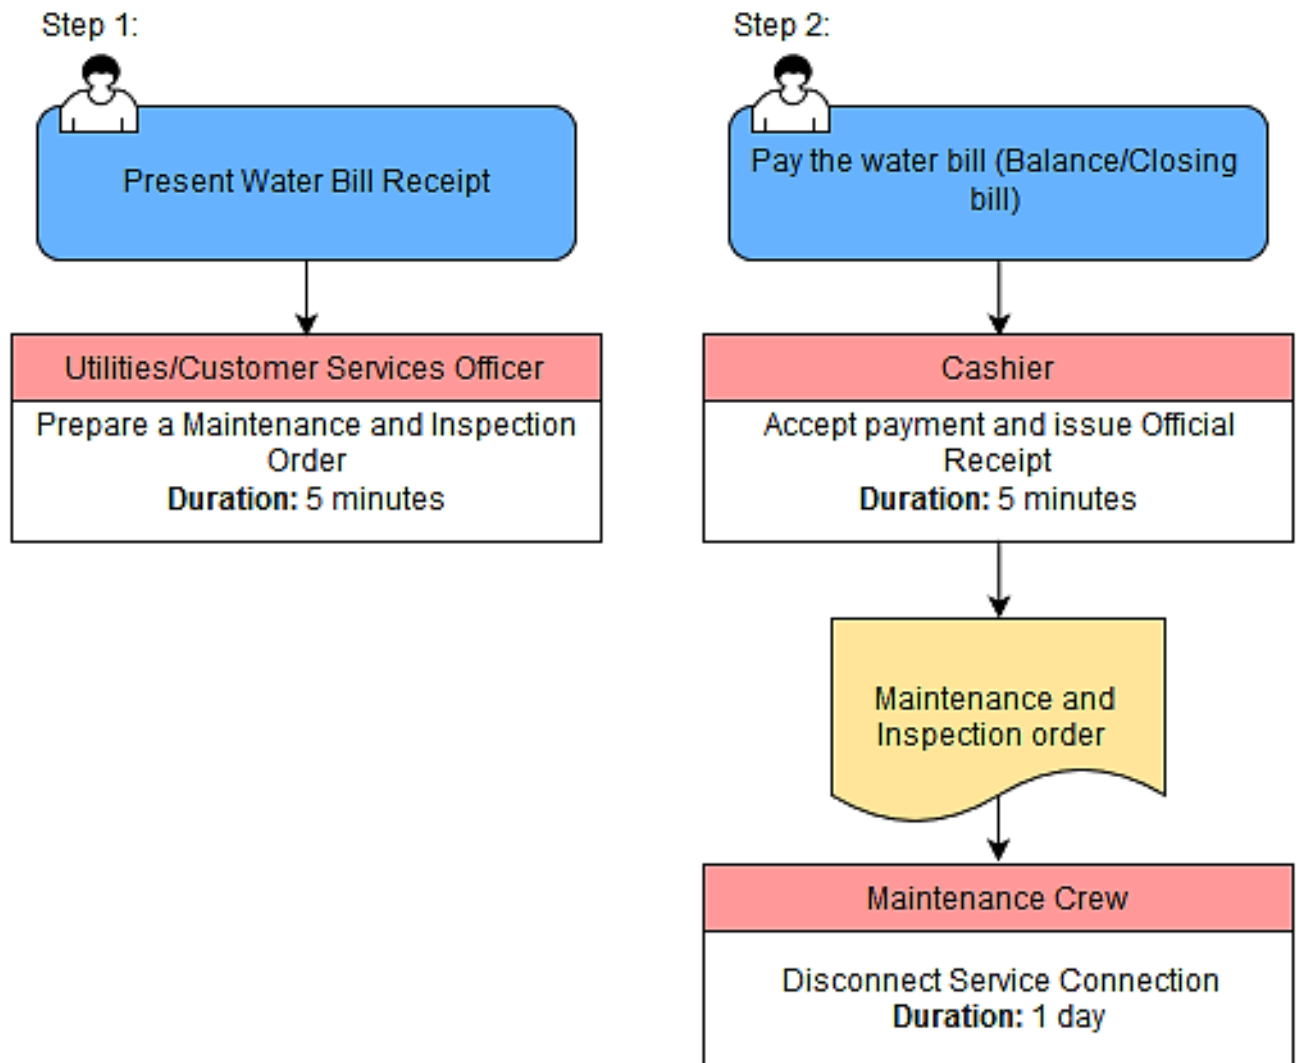 Step 1:
Present Water Bill Receipt
Utilities/Customer Services Officer
Prepare a Maintenance and Inspection
Order
Duration: 5 minutes
Step 2:
Pay the water bill (Balance/Closing
bill)
Cashier
Accept payment and issue Official
Receipt
Duration: 5 minutes
Maintenance and
Inspection order
Maintenance Crew
Disconnect Service Connection
Duration: 1 day